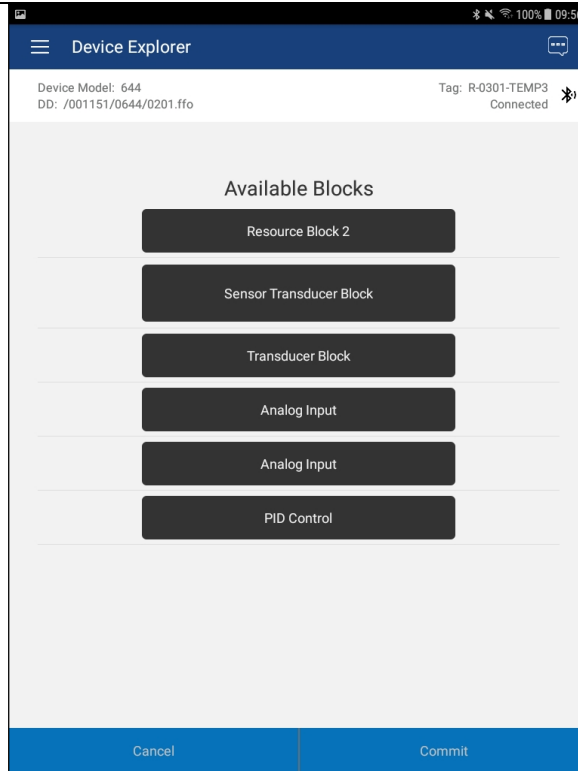 100% 09:50
Device Explorer
Device Model: 644
DD: /001151/0644/0201.ffo
Tag: R-0301-TEMP3
Connected
Available Blocks
Resource Block 2
Sensor Transducer Block
Transducer Block
Analog Input
Analog Input
PID Control
Cancel
Commit